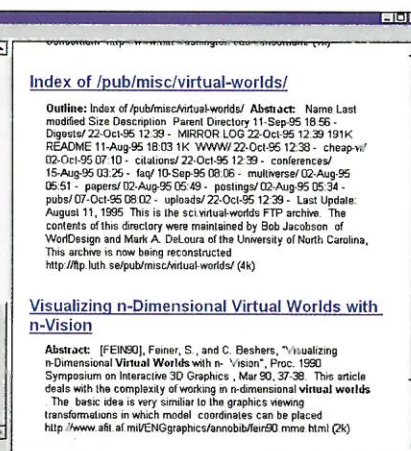 Index of /pub/misc/virtual-worlds/
Outline: Index of /pub/misc/virtual-worlds/ Abstract: Name Last
modified Size Description Parent Directory 11-Sep-95 18:56 -
Digests/ 22-Oct-95 12:39 - MIRROR.LOG 22-Oct-95 12:39 191K
README 11-Aug-95 18:03 1K WWW/ 22-Oct-95 12:38 - cheap-vr/
02-Oct-95 07:10 - citations/ 22-Oct-95 12:39 - conferences/
15-Aug-95 03:25 - faq/ 10-Sep-95 08:06 - multiverse/ 02-Aug-95
05:51 - papers/ 02-Aug-95 05:49 - postings/ 02-Aug-95 05:34 -
pubs/ 07-Oct-95 08:02 - uploads/ 22-Oct-95 12:39 - Last Update:
August 11, 1995 This is the sci.virtual-worlds FTP archive. The
contents of this directory were maintained by Bob Jacobson of
WorlDesign and Mark A. DeLoura of the University of North Carolina,
This archive is now being reconstructed
http://ftp.luth.se/pub/misc/virtual-worlds/ (4k)
Visualizing n-Dimensional Virtual Worlds with
n-Vision
Abstract: [FEIN90], Feiner, S., and C. Beshers, "Visualizing
n-Dimensional Virtual Worlds with n- Vision", Proc. 1990
Symposium on Interactive 3D Graphics , Mar 90, 37-38. This article
deals with the complexity of working in n-dimensional virtual worlds
. The basic idea is very similiar to the graphics viewing
transformations in which model coordinates can be placed
http://www.afit.af.mil/ENGgraphics/annobib/fein90.mme.html (2k)